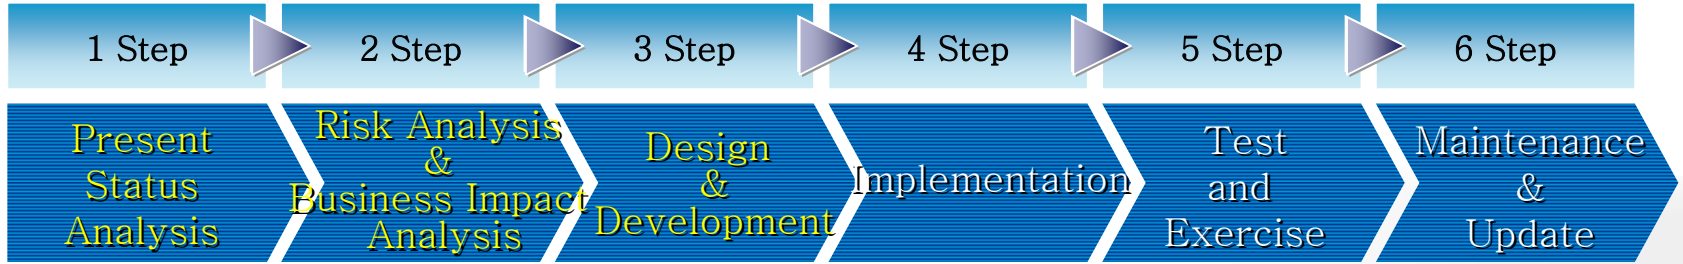 1 Step
2 Step
3 Step
4 Step
5 Step
6 Step
Present
Status
Analysis
Risk Analysis
&
Business Impact
Analysis
Design
&
Development
Implementation
Test
and
Exercise
Maintenance
&
Update